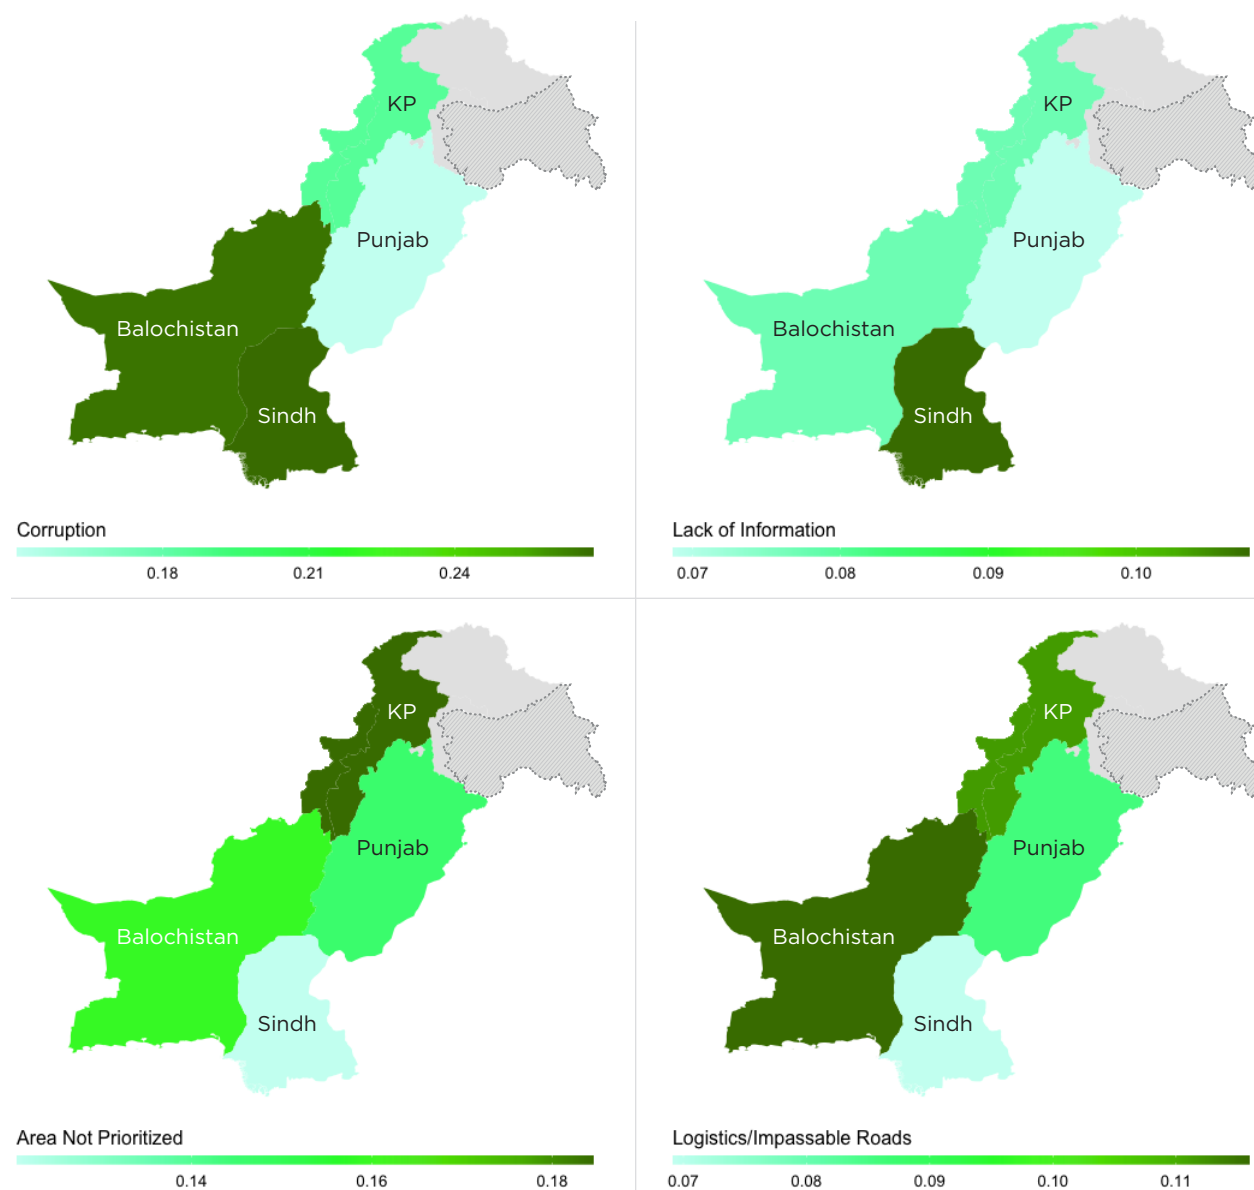 KP
Punjab
Balochistan
Sindh
Corruption
0.18 0.21 0.24
KP
Punjab
Balochistan
Sindh
Lack of Information
0.07 0.08 0.09 0.10
KP
Punjab
Balochistan
Sindh
Area Not Prioritized
0.14 0.16 0.18
KP
Punjab
Balochistan
Sindh
Logistics/Impassable Roads
0.07 0.08 0.09 0.10 0.11